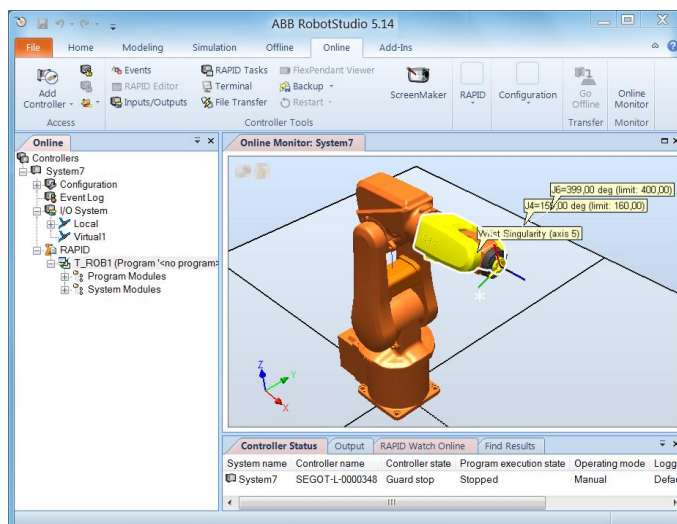 ABB RobotStudio 5.14
File Home Modeling Simulation Offline Online Add-Ins
Add Controller
Events
RAPID Editor
Inputs/Outputs
RAPID Tasks
Terminal
File Transfer
FlexPendant Viewer
Backup
Restart
ScreenMaker
RAPID
Configuration
Go Offline
Online Monitor
Access Controller Tools Transfer Monitor
Online
Controllers
System7
Configuration
Event Log
I/O System
Local
Virtual1
RAPID
T_ROB1 (Program '<no program>
Program Modules
System Modules
Online Monitor: System7
J6=399,00 deg (limit: 400,00)
deg (limit: 160,00)
Wrist Singularity (axis 5)
Z
Y
X
Controller Status Output RAPID Watch Online Find Results
System name Controller name Controller state Program execution state Operating mode
System7 SEGOT-L-0000348 Guard stop Stopped Manual